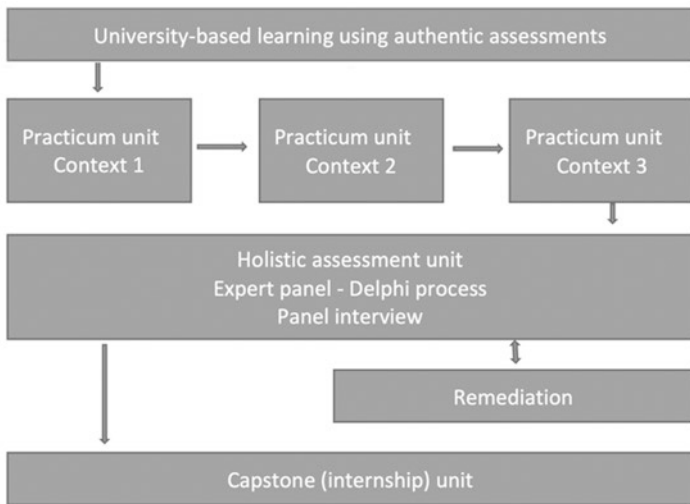 University-based learning using authentic assessments
Practicum unit
Context 1
Practicum unit
Context 2
Practicum unit
Context 3
Holistic assessment unit
Expert panel - Delphi process
Panel interview
Remediation
Capstone (internship) unit